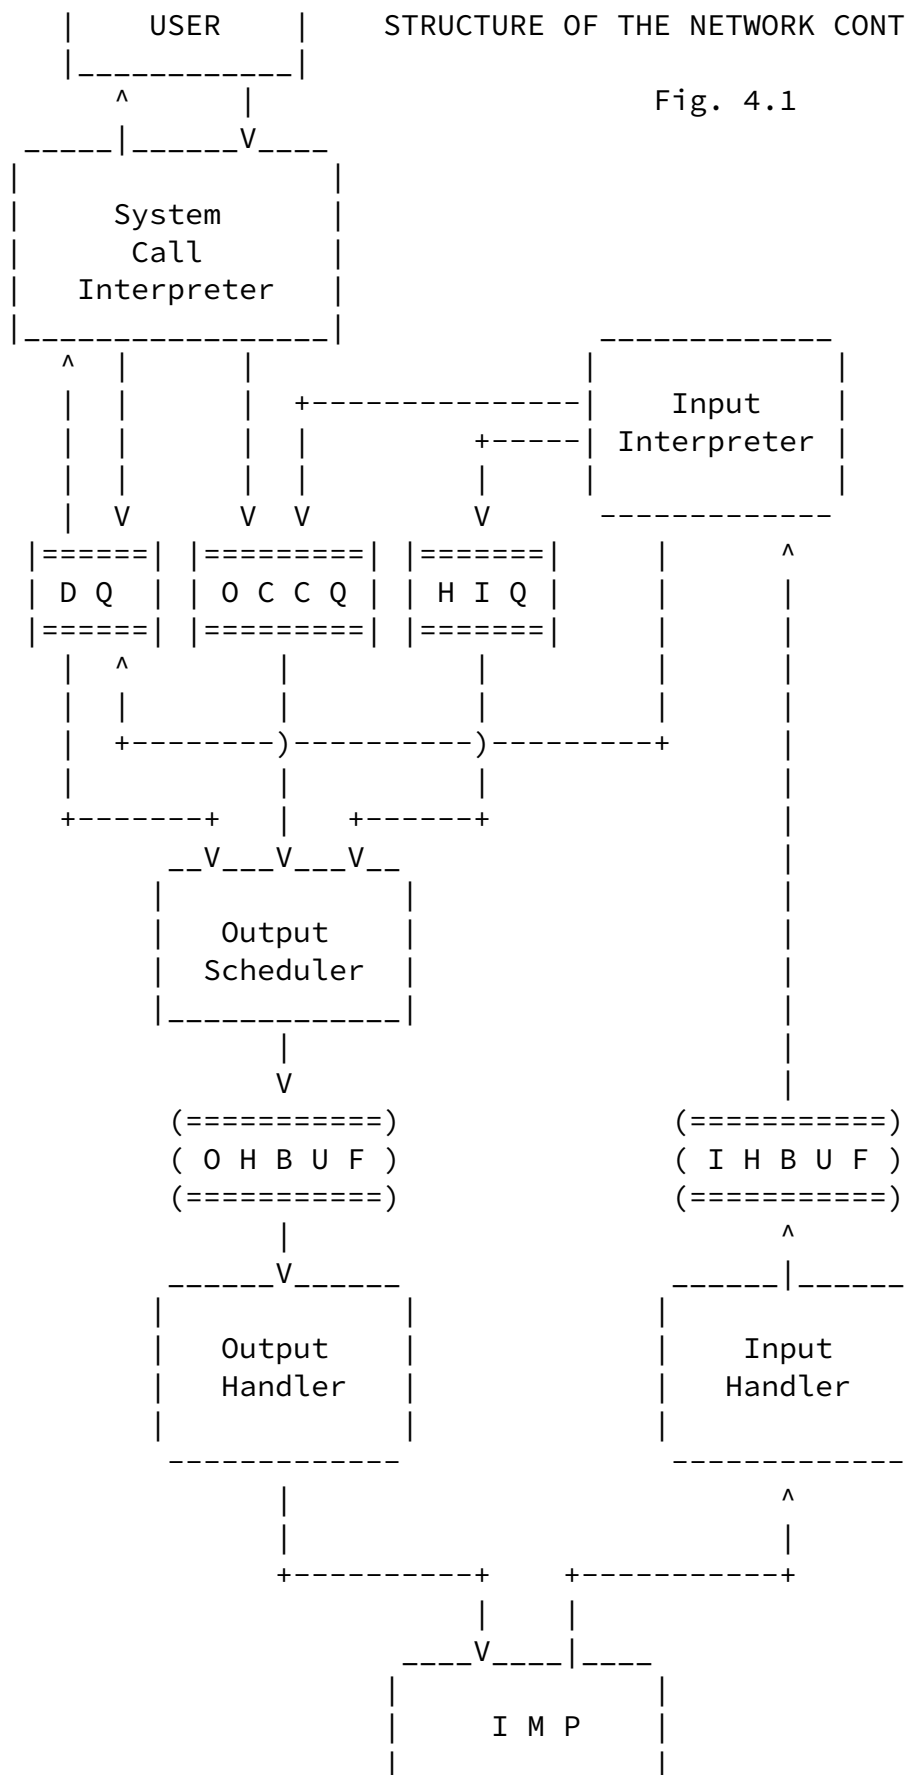 USER STRUCTURE OF THE NETWORK CONT
Fig. 4.1
System
Call
Interpreter
Input
Interpreter
D Q O C C Q H I Q
Output
Scheduler
O H B U F I H B U F
Output Input
Handler Handler
I M P